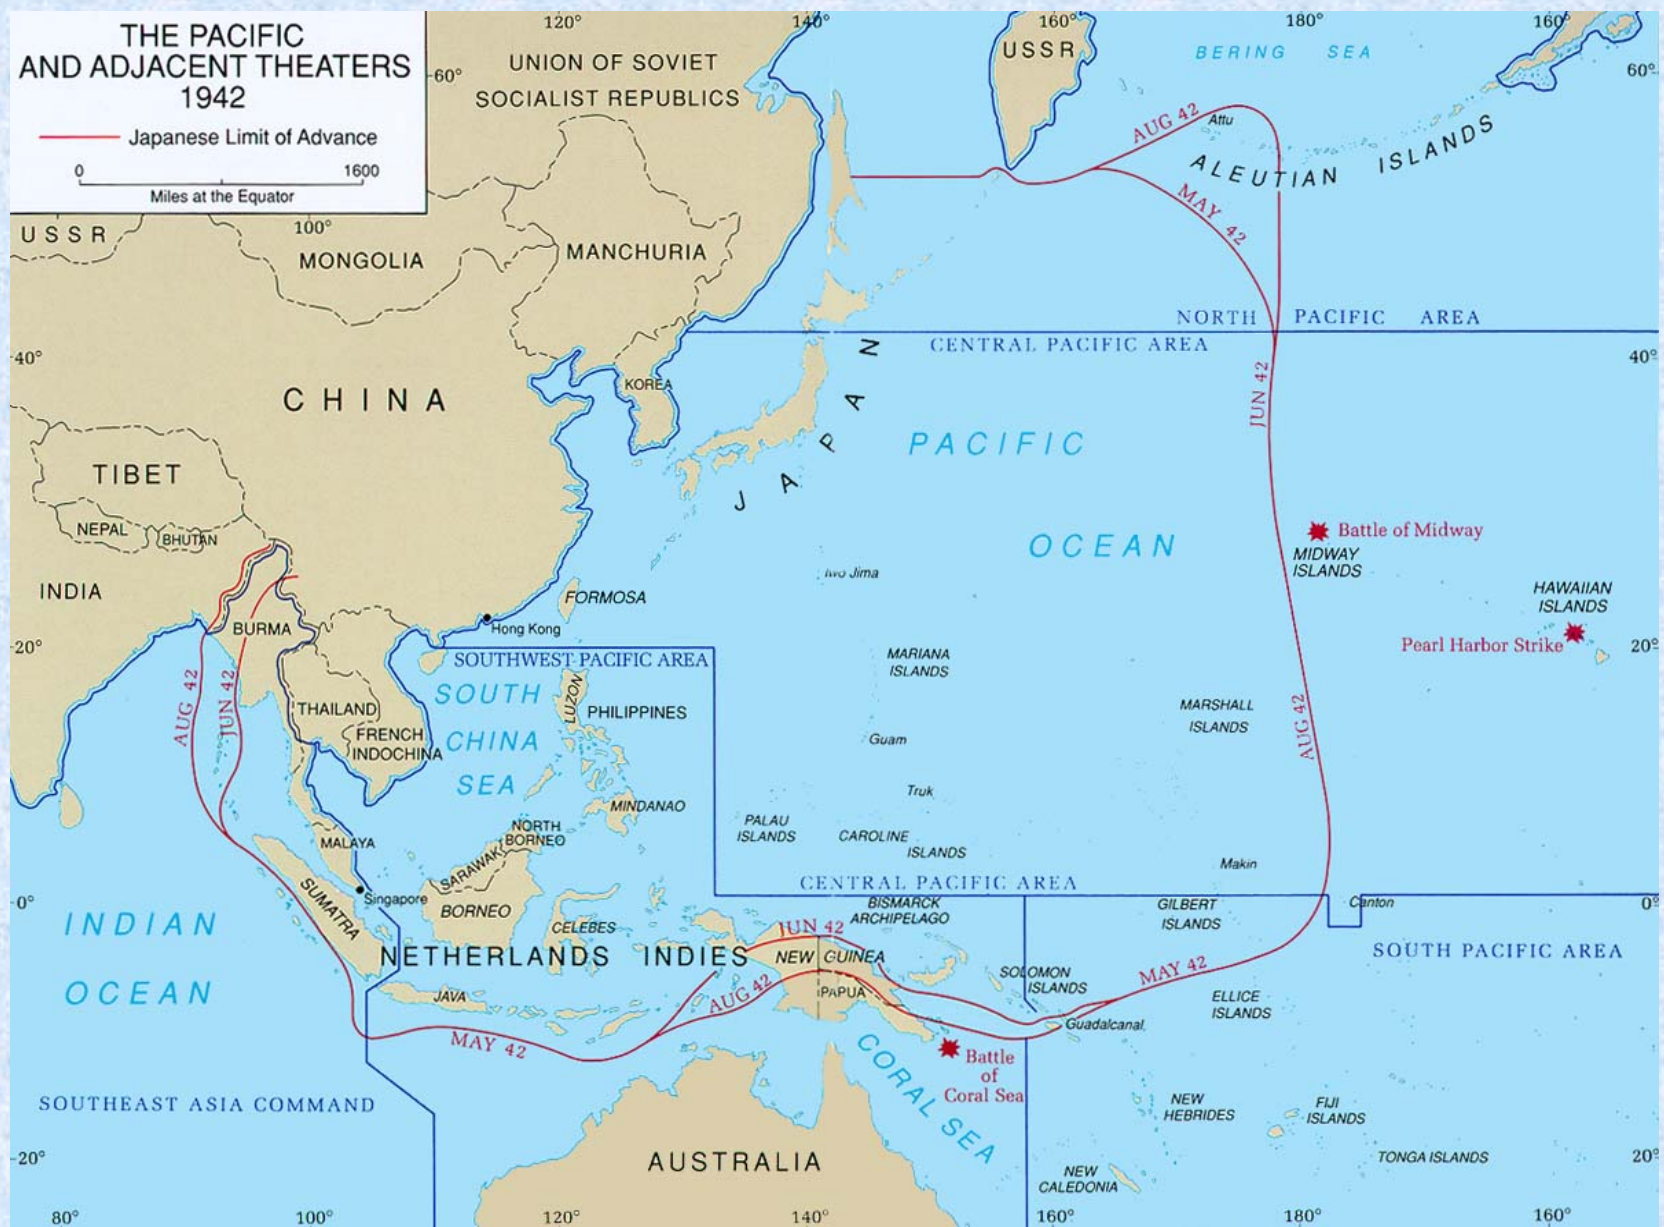 THE PACIFIC
AND ADJACENT THEATERS
1942
Japanese Limit of Advance
0 1600
Miles at the Equator
120° 140° 160° 180° 160°
60° 60°
UNION OF SOVIET
SOCIALIST REPUBLICS
USSR
BERING SEA
AUG 42
Attu
ALEUTIAN ISLANDS
MAY 42
USSR
100°
MONGOLIA
MANCHURIA
NORTH PACIFIC AREA
CENTRAL PACIFIC AREA
40° 40°
KOREA
JAPAN
CHINA
JUN 42
PACIFIC
OCEAN
TIBET
NEPAL
BHUTAN
INDIA
BURMA
Battle of Midway
MIDWAY
ISLANDS
Iwo Jima
HAWAIIAN
ISLANDS
Pearl Harbor Strike
FORMOSA
Hong Kong
20° 20°
SOUTHWEST PACIFIC AREA
MARIANA
ISLANDS
AUG 42
JUN 42
SOUTH
CHINA
SEA
LUZON
PHILIPPINES
THAILAND
FRENCH
INDOCHINA
MARSHALL
ISLANDS
AUG 42
Guam
Truk
MINDANAO
PALAU
ISLANDS
CAROLINE
ISLANDS
NORTH
BORNEO
SARAWAK
MALAYA
Makin
CENTRAL PACIFIC AREA
SUMATRA
Singapore
BORNEO
CELEBES
BISMARCK
ARCHIPELAGO
GILBERT
ISLANDS
Canton
0° 0°
INDIAN
OCEAN
JUN 42
NETHERLANDS INDIES
NEW GUINEA
SOUTH PACIFIC AREA
MAY 42
SOLOMON
ISLANDS
AUG 42
PAPUA
JAVA
ELLICE
ISLANDS
Guadalcanal
MAY 42
CORAL SEA
Battle
of
Coral Sea
SOUTHEAST ASIA COMMAND
NEW
HEBRIDES
FIJI
ISLANDS
AUSTRALIA
TONGA ISLANDS
20° 20°
NEW
CALEDONIA
80° 100° 120° 140° 160° 180° 160°